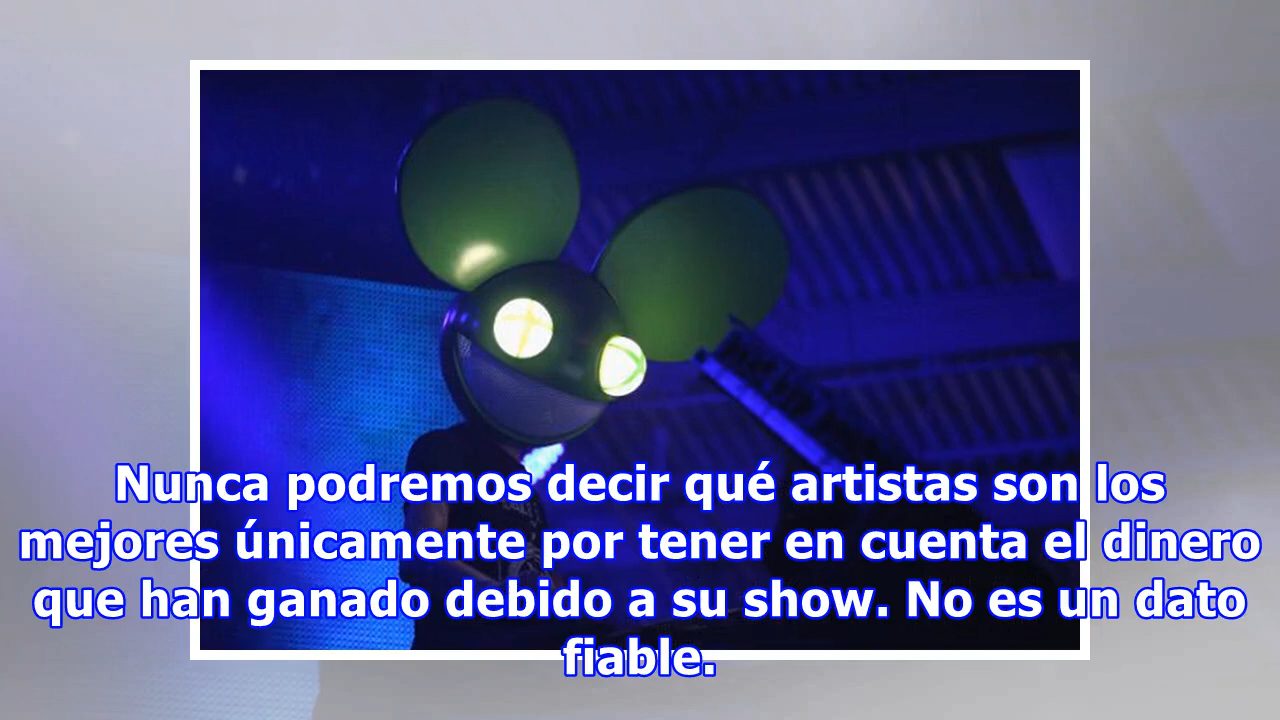 Nunca podremos decir qué artistas son los
mejores únicamente por tener en cuenta el dinero
que han ganado debido a su show. No es un dato
fiable.